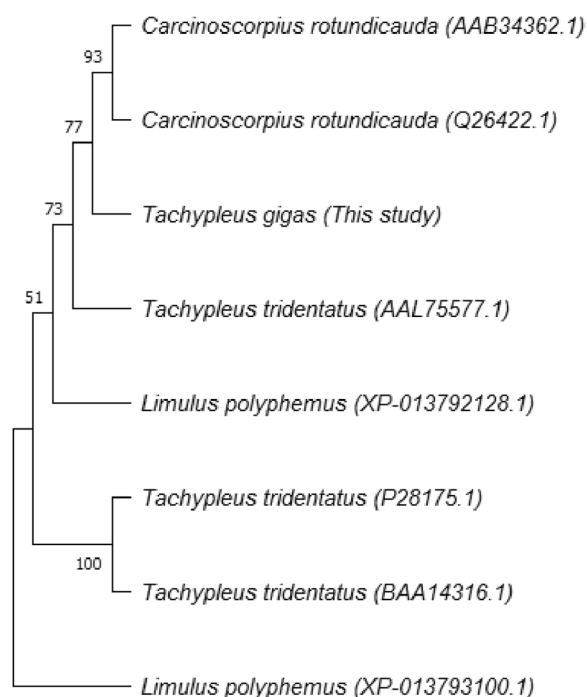 Carcinoscorpius rotundicauda (AAB34362.1)
93
Carcinoscorpius rotundicauda (Q26422.1)
77
Tachypleus gigas (This study)
73
Tachypleus tridentatus (AAL75577.1)
51
Limulus polyphemus (XP-013792128.1)
Tachypleus tridentatus (P28175.1)
100
Tachypleus tridentatus (BAA14316.1)
Limulus polyphemus (XP-013793100.1)